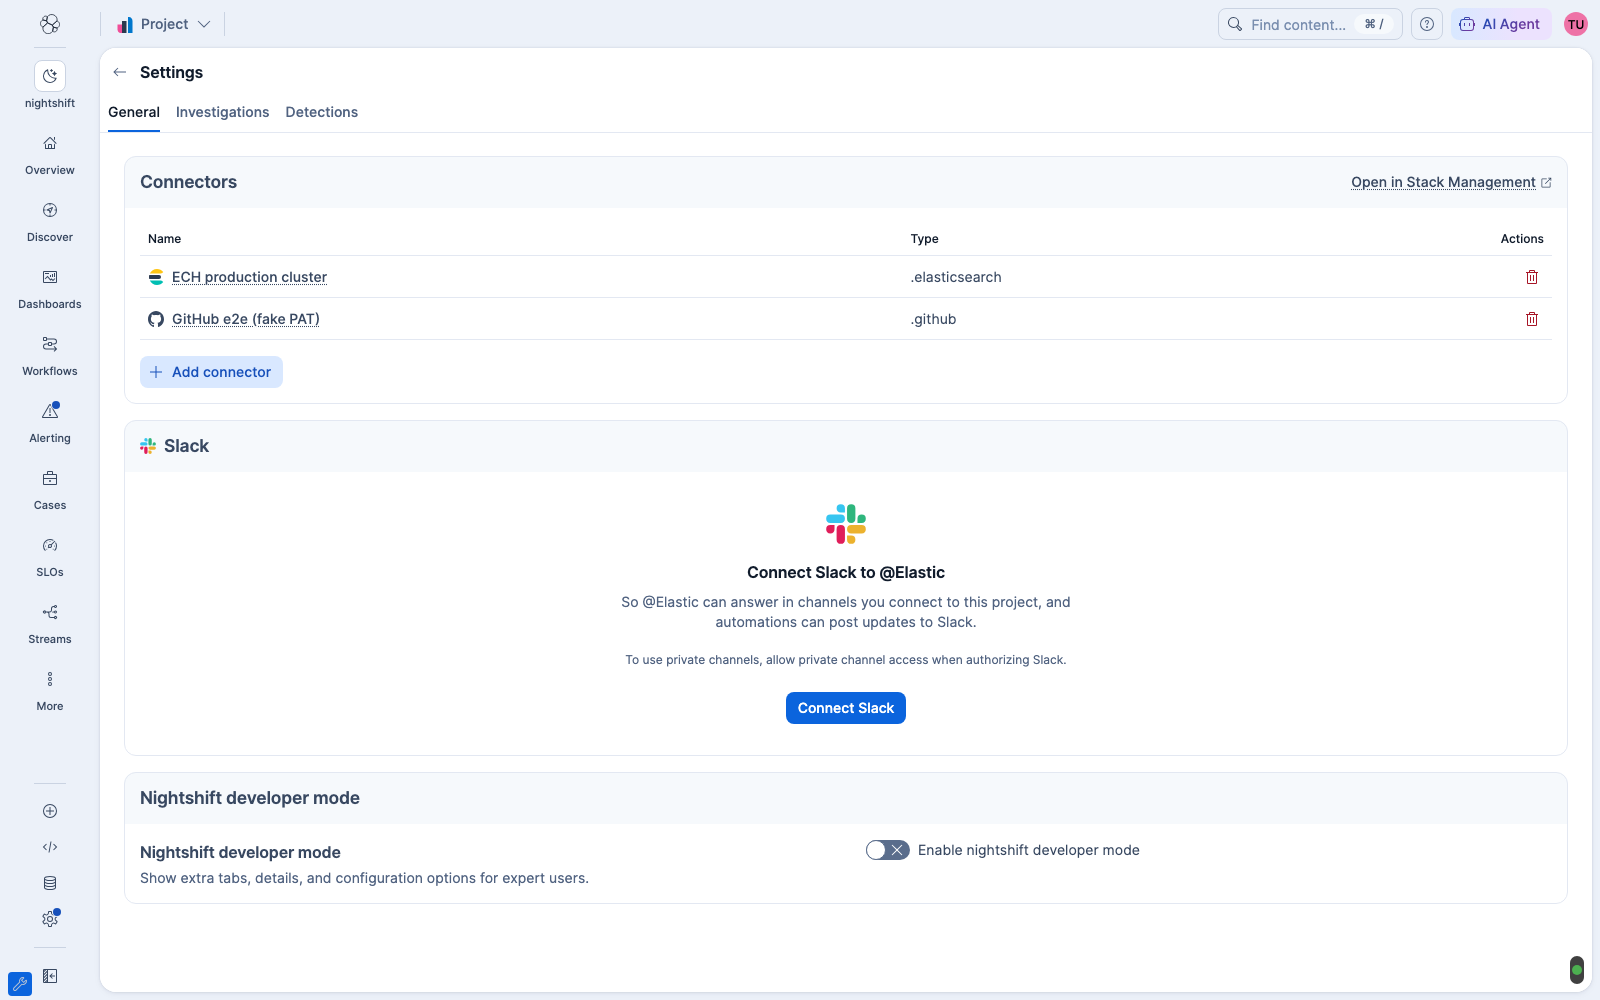 Project
Find content...
⌘ /
AI Agent
TU
nightshift
Overview
Discover
Dashboards
Workflows
Alerting
Cases
SLOs
Streams
More
Settings
General
Investigations
Detections
Connectors
Open in Stack Management
Name
Type
Actions
ECH production cluster
.elasticsearch
GitHub e2e (fake PAT)
.github
Add connector
Slack
Connect Slack to @Elastic
So @Elastic can answer in channels you connect to this project, and
automations can post updates to Slack.
To use private channels, allow private channel access when authorizing Slack.
Connect Slack
Nightshift developer mode
Nightshift developer mode
Enable nightshift developer mode
Show extra tabs, details, and configuration options for expert users.